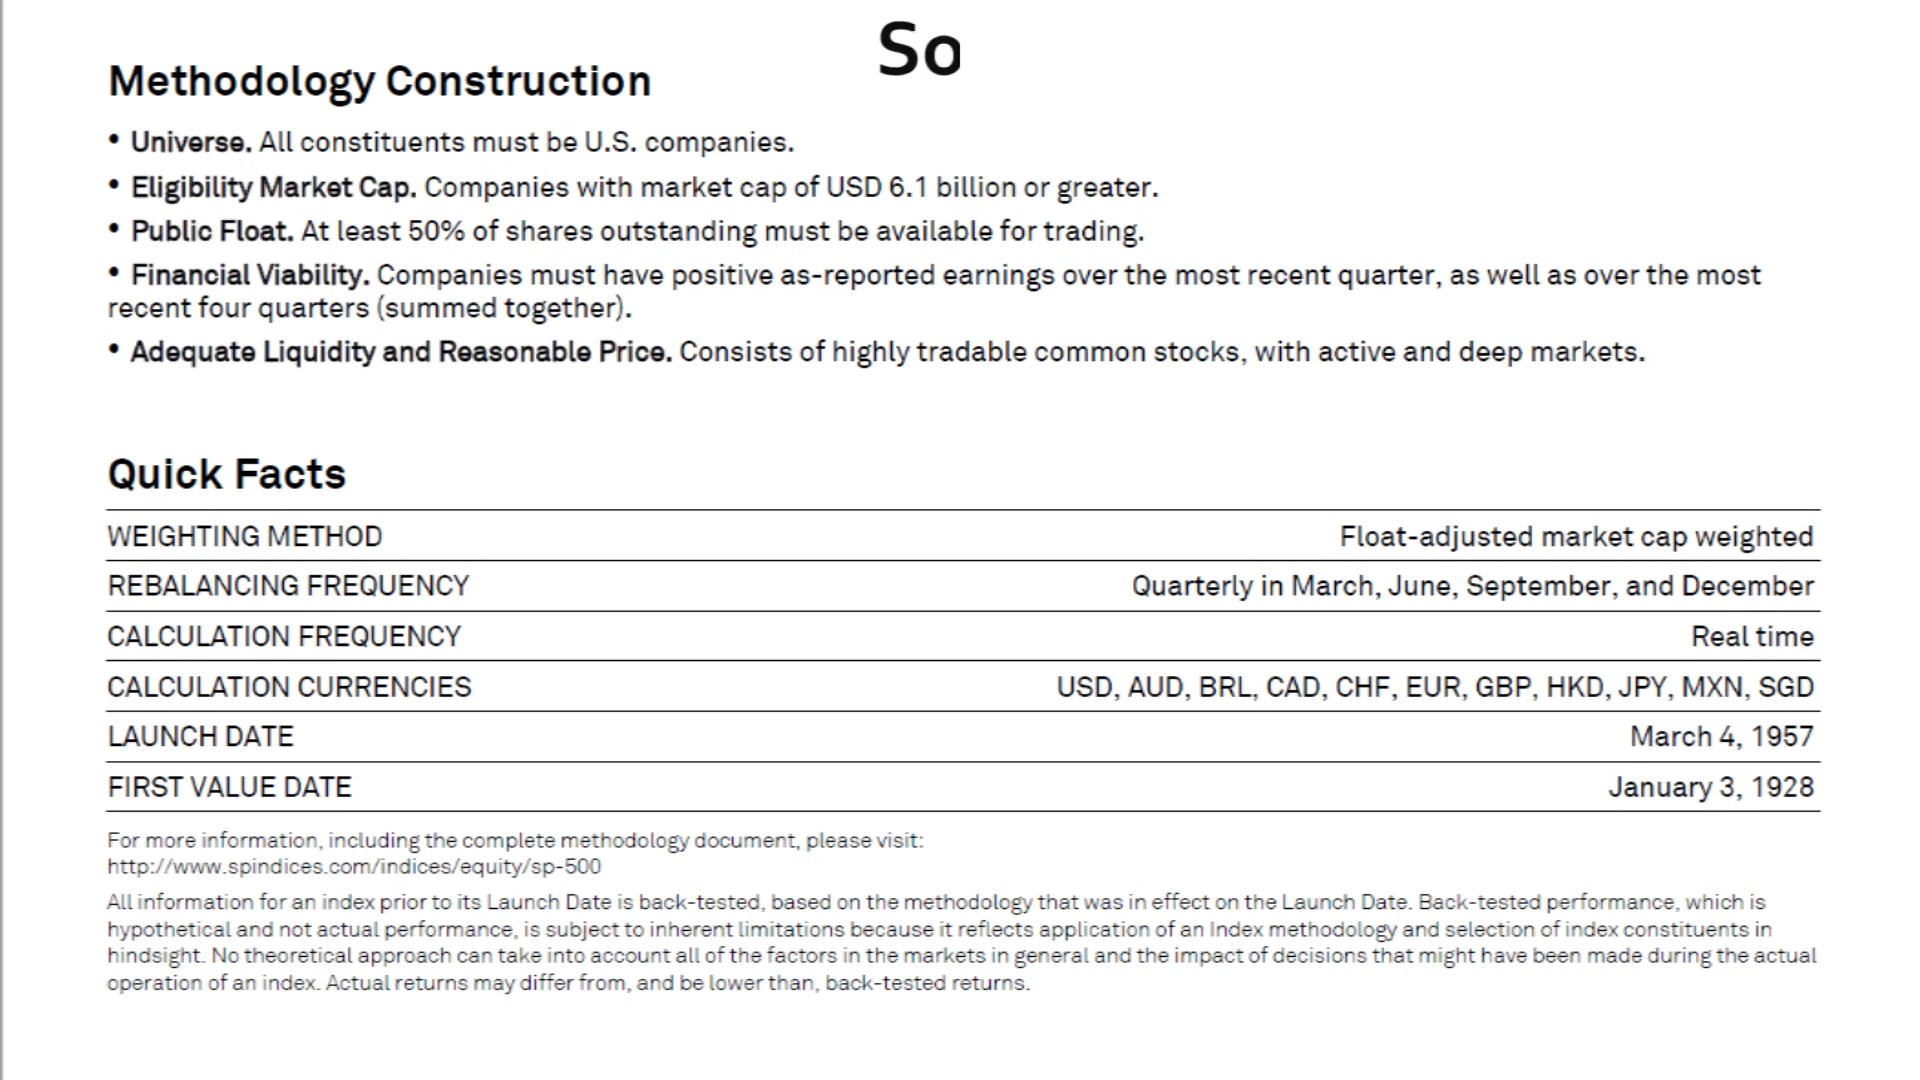 So
Methodology Construction
• Universe. All constituents must be U.S. companies.
• Eligibility Market Cap. Companies with market cap of USD 6.1 billion or greater.
• Public Float. At least 50% of shares outstanding must be available for trading.
• Financial Viability. Companies must have positive as-reported earnings over the most recent quarter, as well as over the most
recent four quarters (summed together).
• Adequate Liquidity and Reasonable Price. Consists of highly tradable common stocks, with active and deep markets.
Quick Facts
WEIGHTING METHOD Float-adjusted market cap weighted
REBALANCING FREQUENCY Quarterly in March, June, September, and December
CALCULATION FREQUENCY Real time
CALCULATION CURRENCIES USD, AUD, BRL, CAD, CHF, EUR, GBP, HKD, JPY, MXN, SGD
LAUNCH DATE March 4, 1957
FIRST VALUE DATE January 3, 1928
For more information, including the complete methodology document, please visit:
http://www.spindices.com/indices/equity/sp-500
All information for an index prior to its Launch Date is back-tested, based on the methodology that was in effect on the Launch Date. Back-tested performance, which is
hypothetical and not actual performance, is subject to inherent limitations because it reflects application of an Index methodology and selection of index constituents in
hindsight. No theoretical approach can take into account all of the factors in the markets in general and the impact of decisions that might have been made during the actual
operation of an index. Actual returns may differ from, and be lower than, back-tested returns.